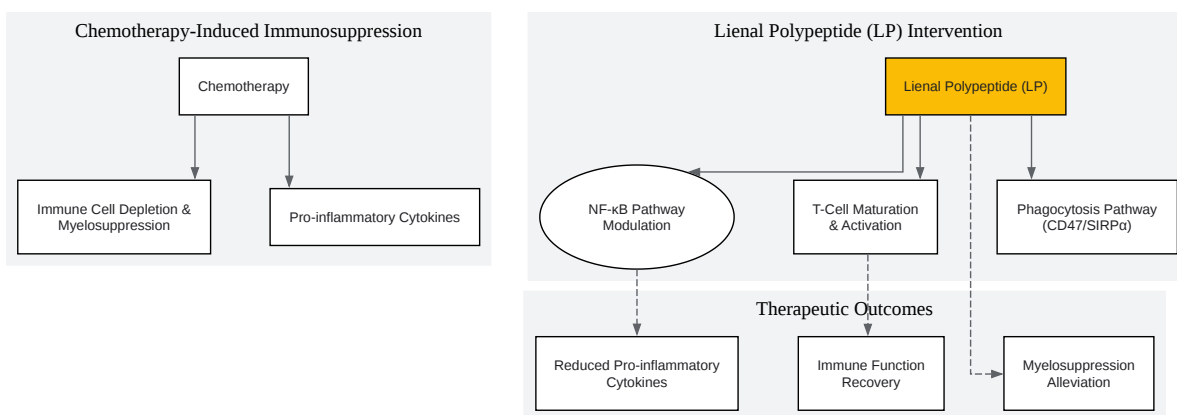 Chemotherapy-Induced Immunosuppression
Chemotherapy
Immune Cell Depletion &
Myelosuppression
Pro-inflammatory Cytokines
Lienal Polypeptide (LP) Intervention
Lienal Polypeptide (LP)
NF-κB Pathway
Modulation
T-Cell Maturation
& Activation
Phagocytosis Pathway
(CD47/SIRPα)
Therapeutic Outcomes
Reduced Pro-inflammatory
Cytokines
Immune Function
Recovery
Myelosuppression
Alleviation